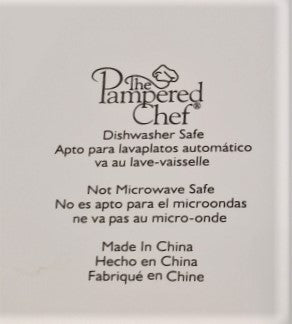 The
Pampered
Chef®
Dishwasher Safe
Apto para lavaplatos automático
va au lave-vaisselle
Not Microwave Safe
No es apto para el microondas
ne va pas au micro-onde
Made In China
Hecho en China
Fabriqué en Chine